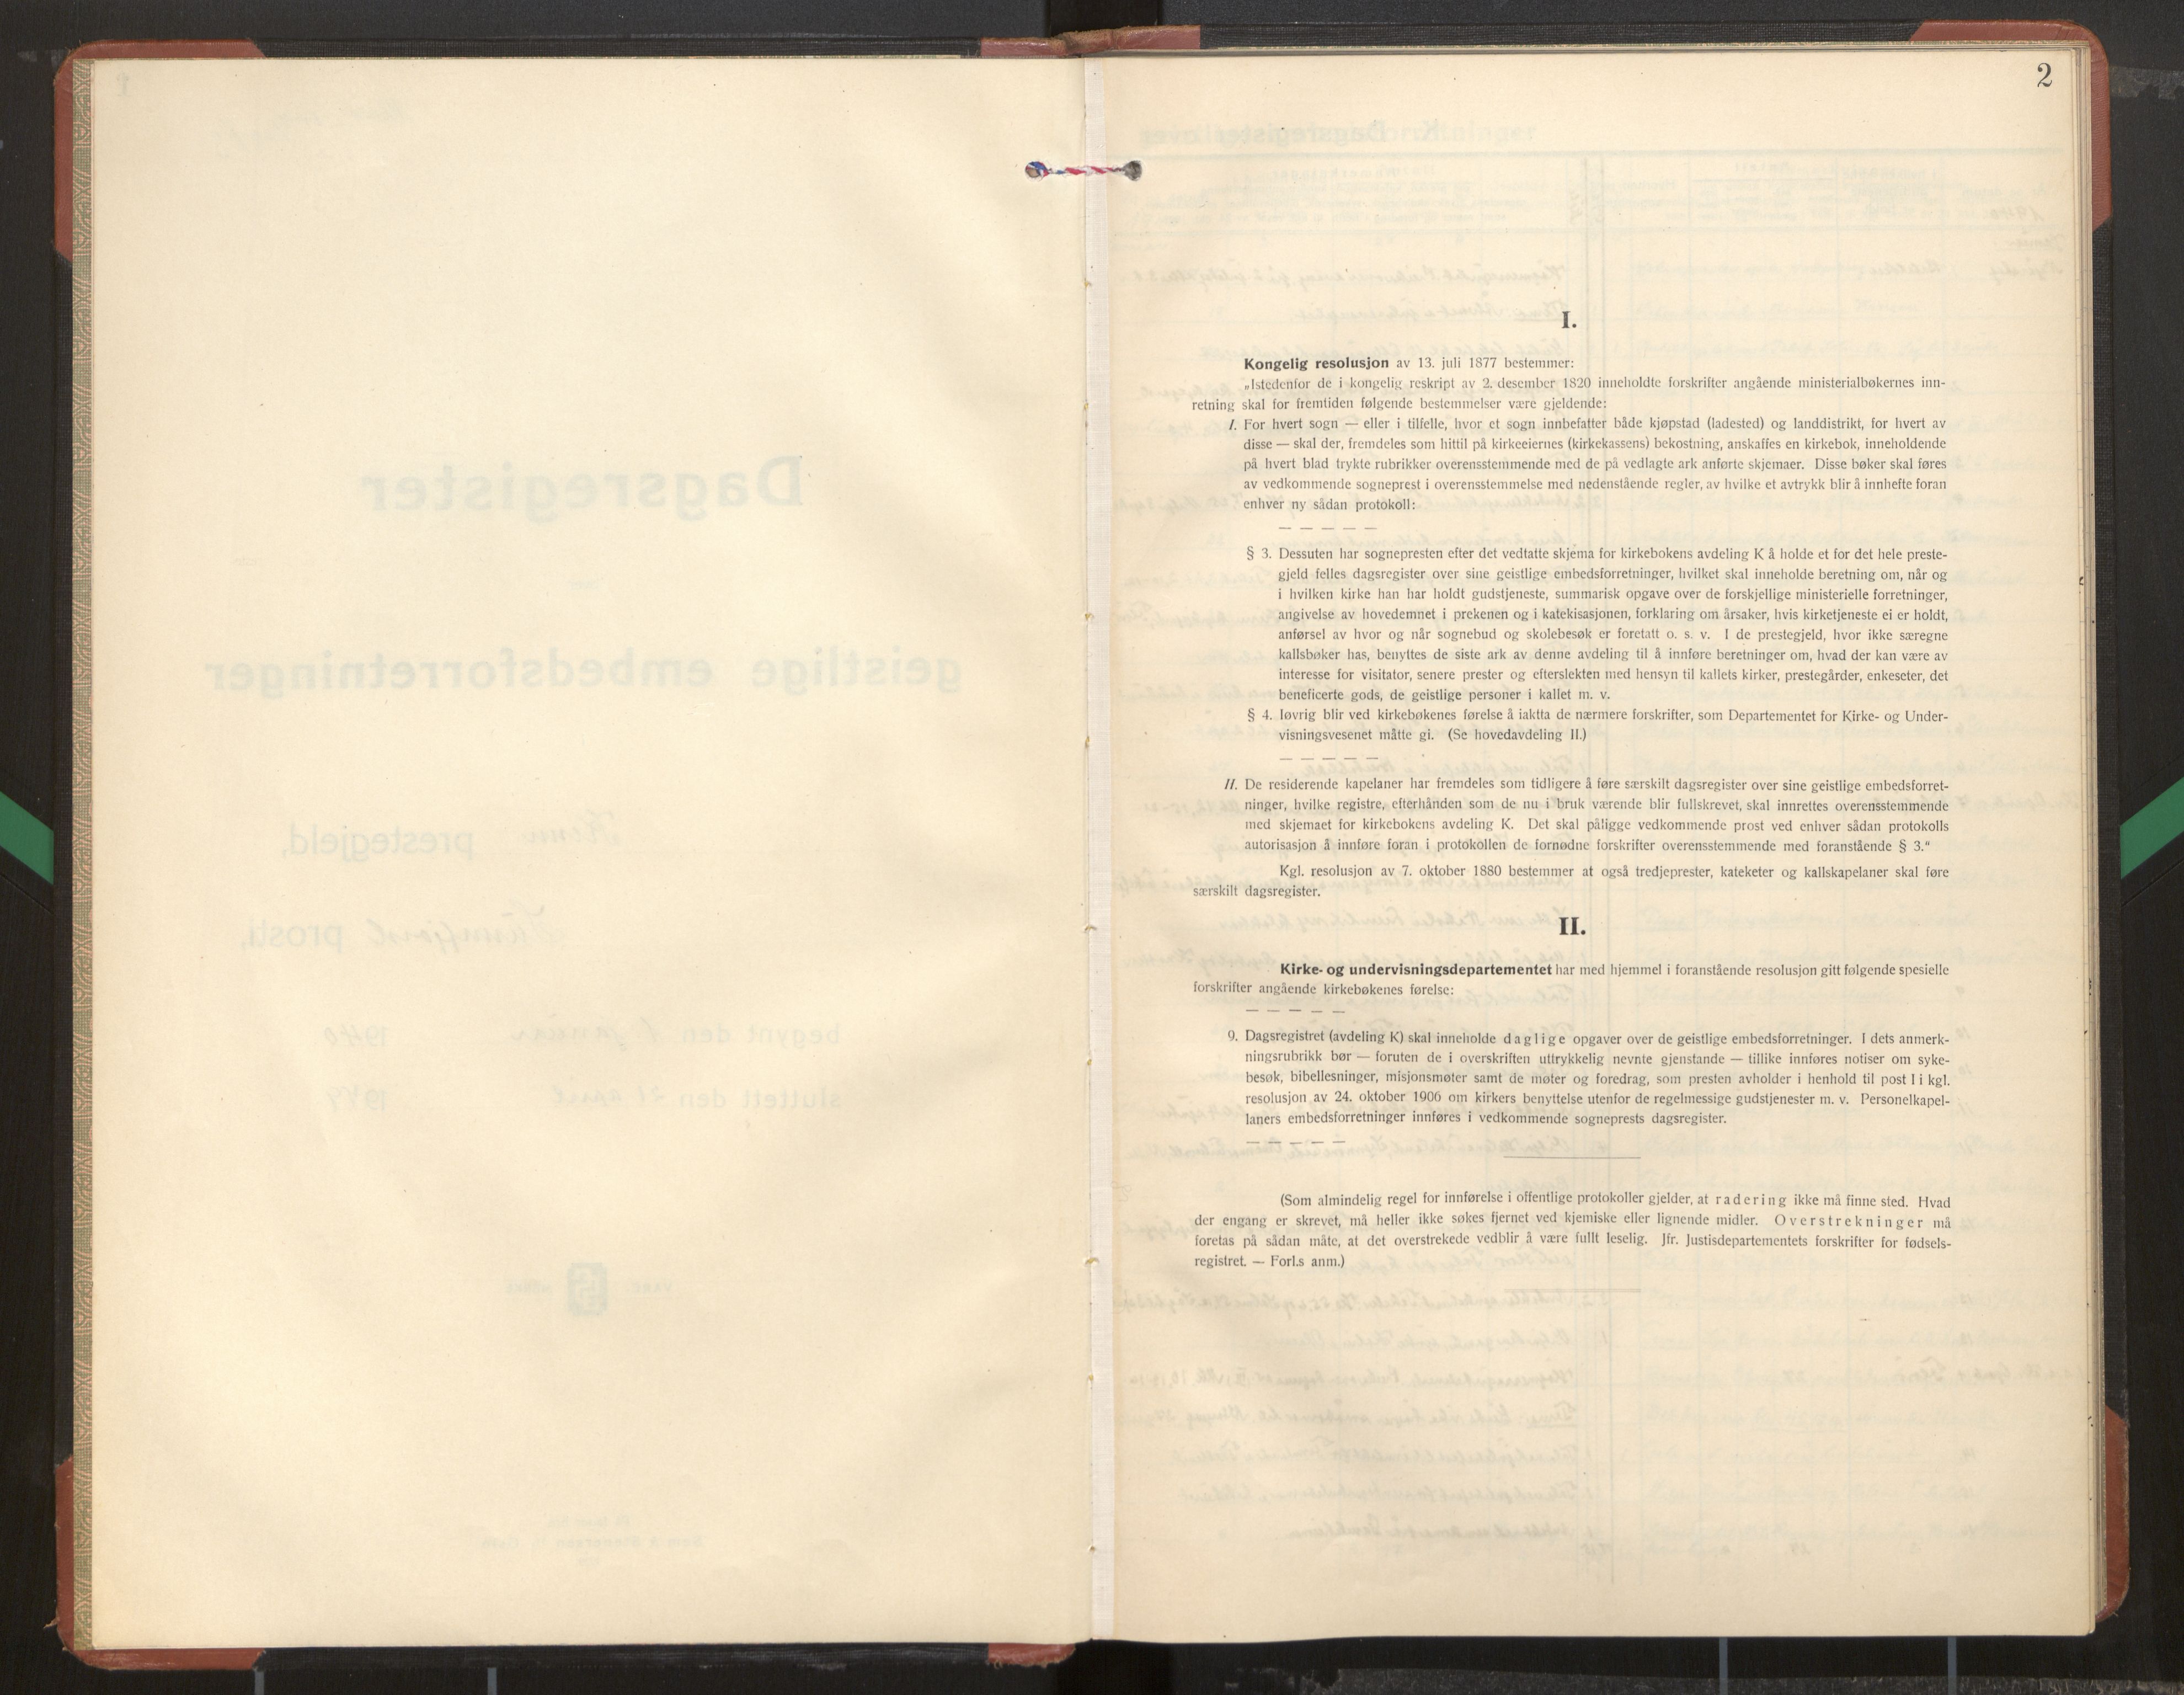 2
I.
Kongelig resolusjon av 13. juli 1877 bestemmer:
„Istedenfor de i kongelig reskript av 2. desember 1820 inneholdte forskrifter angående ministerialbøkernes inn-
retning skal for fremtiden følgende bestemmelser være gjeldende:
I. For hvert sogn — eller i tilfelle, hvor et sogn innbefatter både kjøpstad (ladested) og landdistrikt, for hvert av
disse — skal der, fremdeles som hittil på kirkeeiernes (kirkekassens) bekostning, anskaffes en kirkebok, inneholdende
på hvert blad trykte rubrikker overensstemmende med de på vedlagte ark anførte skjemaer. Disse bøker skal føres
av vedkommende sogneprest i overensstemmelse med nedenstående regler, av hvilke et avtrykk blir å innhefte foran
enhver ny sådan protokoll:
— — — — —
§ 3. Dessuten har sognepresten efter det vedtatte skjema for kirkebokens avdeling K å holde et for det hele preste-
gjeld felles dagsregister over sine geistlige embedsforretninger, hvilket skal inneholde beretning om, når og
i hvilken kirke han har holdt gudstjeneste, summarisk opgave over de forskjellige ministerielle forretninger,
angivelse av hovedemnet i prekenen og i katekisasjonen, forklaring om årsaker, hvis kirketjeneste ei er holdt,
anførsel av hvor og når sognebud og skolebesøk er foretatt o. s. v. I de prestegjeld, hvor ikke særegne
kallsbøker has, benyttes de siste ark av denne avdeling til å innføre beretninger om, hvad der kan være av
interesse for visitator, senere prester og efterslekten med hensyn til kallets kirker, prestegårder, enkeseter, det
beneficerte gods, de geistlige personer i kallet m. v.
§ 4. Iøvrig blir ved kirkebøkenes førelse å iaktta de nærmere forskrifter, som Departementet for Kirke- og Under-
visningsvesenet måtte gi. (Se hovedavdeling II.)
— — — — —
II. De residerende kapelaner har fremdeles som tidligere å føre særskilt dagsregister over sine geistlige embedsforret-
ninger, hvilke registre, efterhånden som de nu i bruk værende blir fullskrevet, skal innrettes overensstemmende
med skjemaet for kirkebokens avdeling K. Det skal påligge vedkommende prost ved enhver sådan protokolls
autorisasjon å innføre foran i protokollen de fornødne forskrifter overensstemmende med foranstående § 3.“
Kgl. resolusjon av 7. oktober 1880 bestemmer at også tredjeprester, kateketer og kallskapelaner skal føre
særskilt dagsregister.
II.
Kirke- og undervisningsdepartementet har med hjemmel i foranstående resolusjon gitt følgende spesielle
forskrifter angående kirkebøkenes førelse:
— — — — —
9. Dagsregistret (avdeling K) skal inneholde daglige opgaver over de geistlige embedsforretninger. I dets anmerk-
ningsrubrikk bør — foruten de i overskriften uttrykkelig nevnte gjenstande — tillike innføres notiser om syke-
besøk, bibellesninger, misjonsmøter samt de møter og foredrag, som presten avholder i henhold til post I i kgl.
resolusjon av 24. oktober 1906 om kirkers benyttelse utenfor de regelmessige gudstjenester m. v. Personelkapel-
laners embedsforretninger innføres i vedkommende sogneprests dagsregister.
— — — — —
(Som almindelig regel for innførelse i offentlige protokoller gjelder, at radering ikke må finne sted. Hvad
der engang er skrevet, må heller ikke søkes fjernet ved kjemiske eller lignende midler. Overstrekninger må
foretas på sådan måte, at det overstrekede vedblir å være fullt leselig. Jfr. Justisdepartementets forskrifter for fødsels-
registret. — Forl.s anm.)